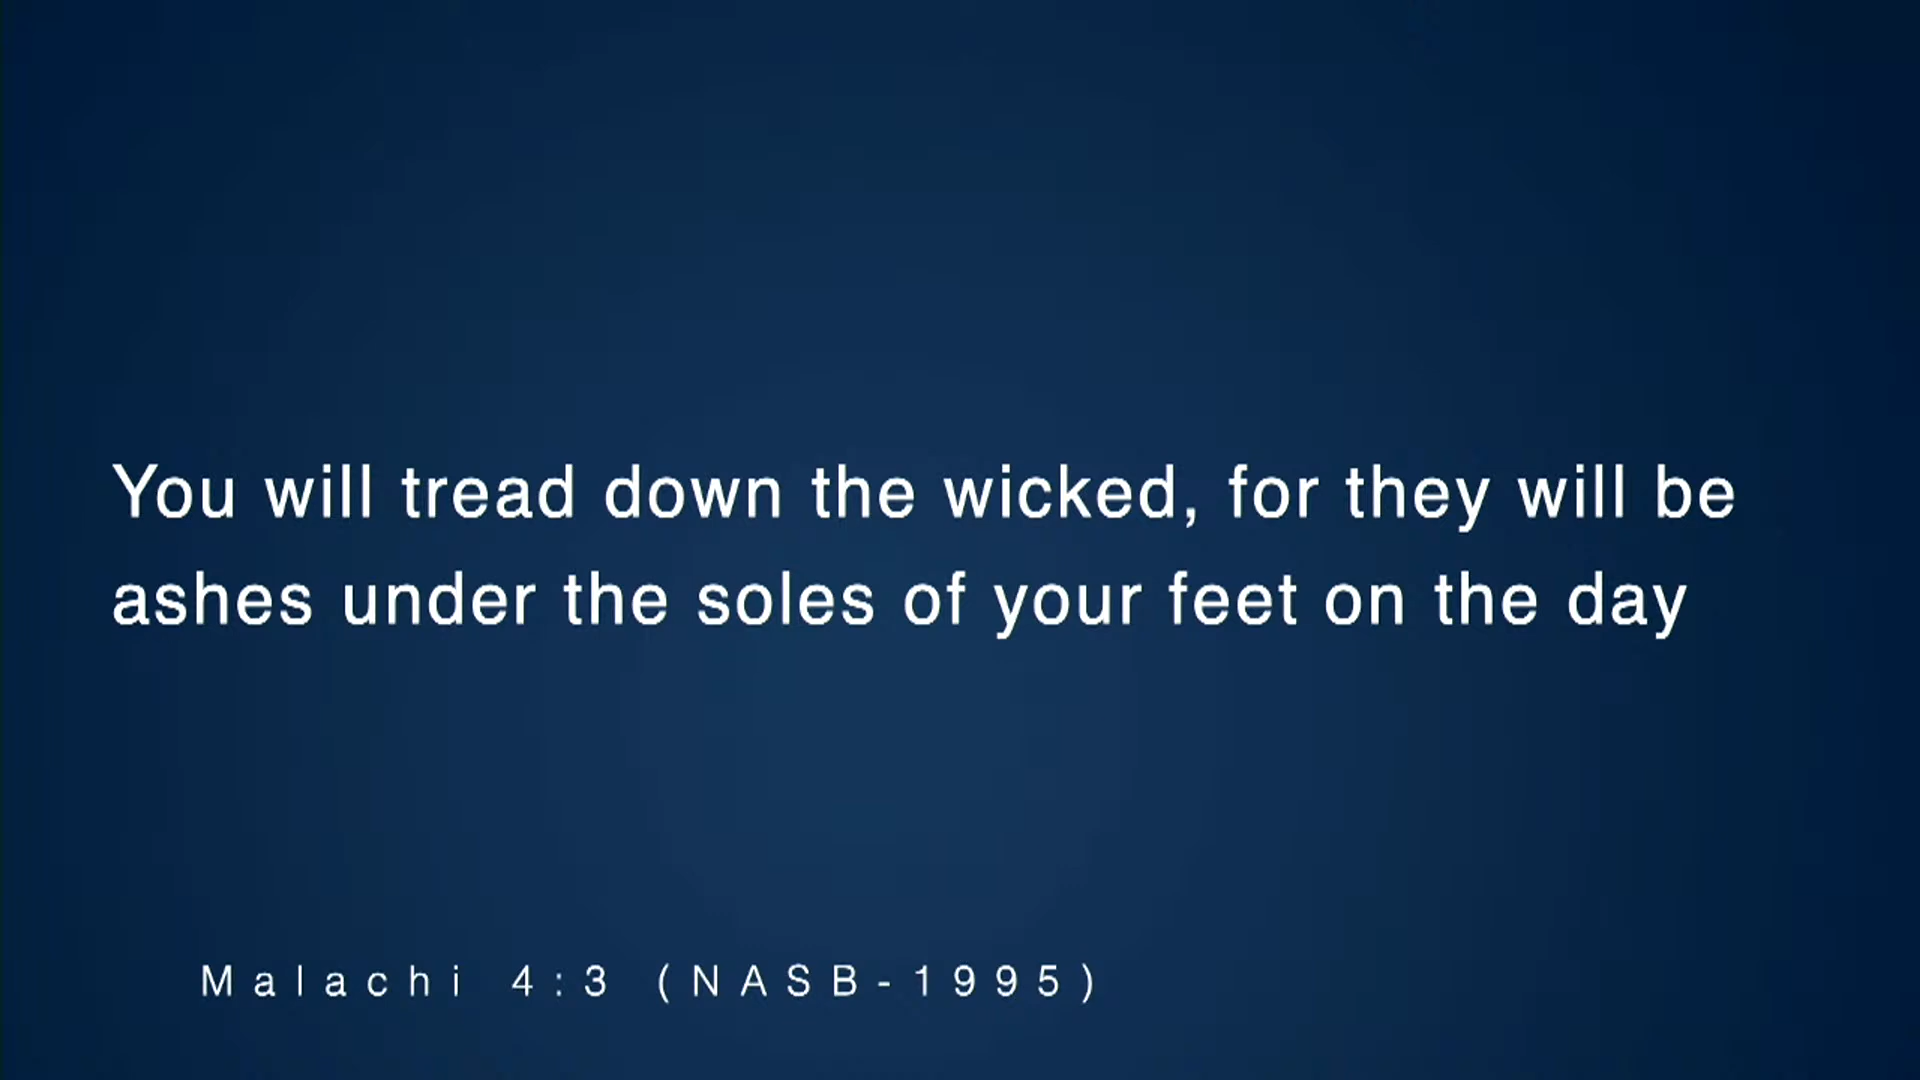 You will tread down the wicked, for they will be
ashes under the soles of your feet on the day
Malachi 4:3 (NASB-1995)